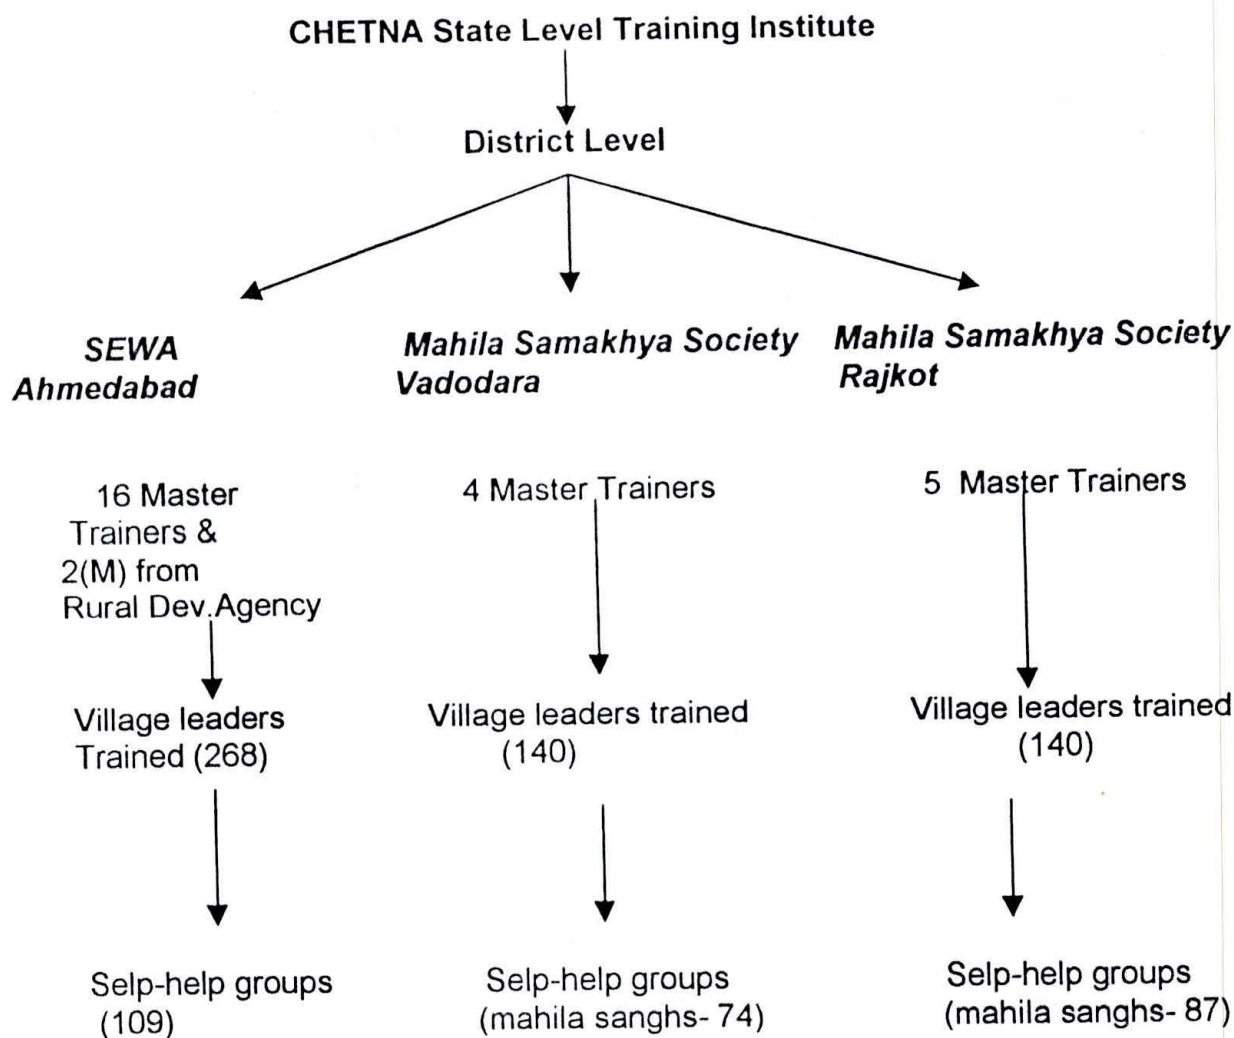 CHETNA State Level Training Institute
District Level
SEWA
Ahmedabad
Mahila Samakhya Society
Vadodara
Mahila Samakhya Society
Rajkot
16 Master
Trainers &
2(M) from
Rural Dev.Agency
4 Master Trainers
5 Master Trainers
Village leaders
Trained (268)
Village leaders trained
(140)
Village leaders trained
(140)
Selp-help groups
(109)
Selp-help groups
(mahila sanghs- 74)
Selp-help groups
(mahila sanghs- 87)